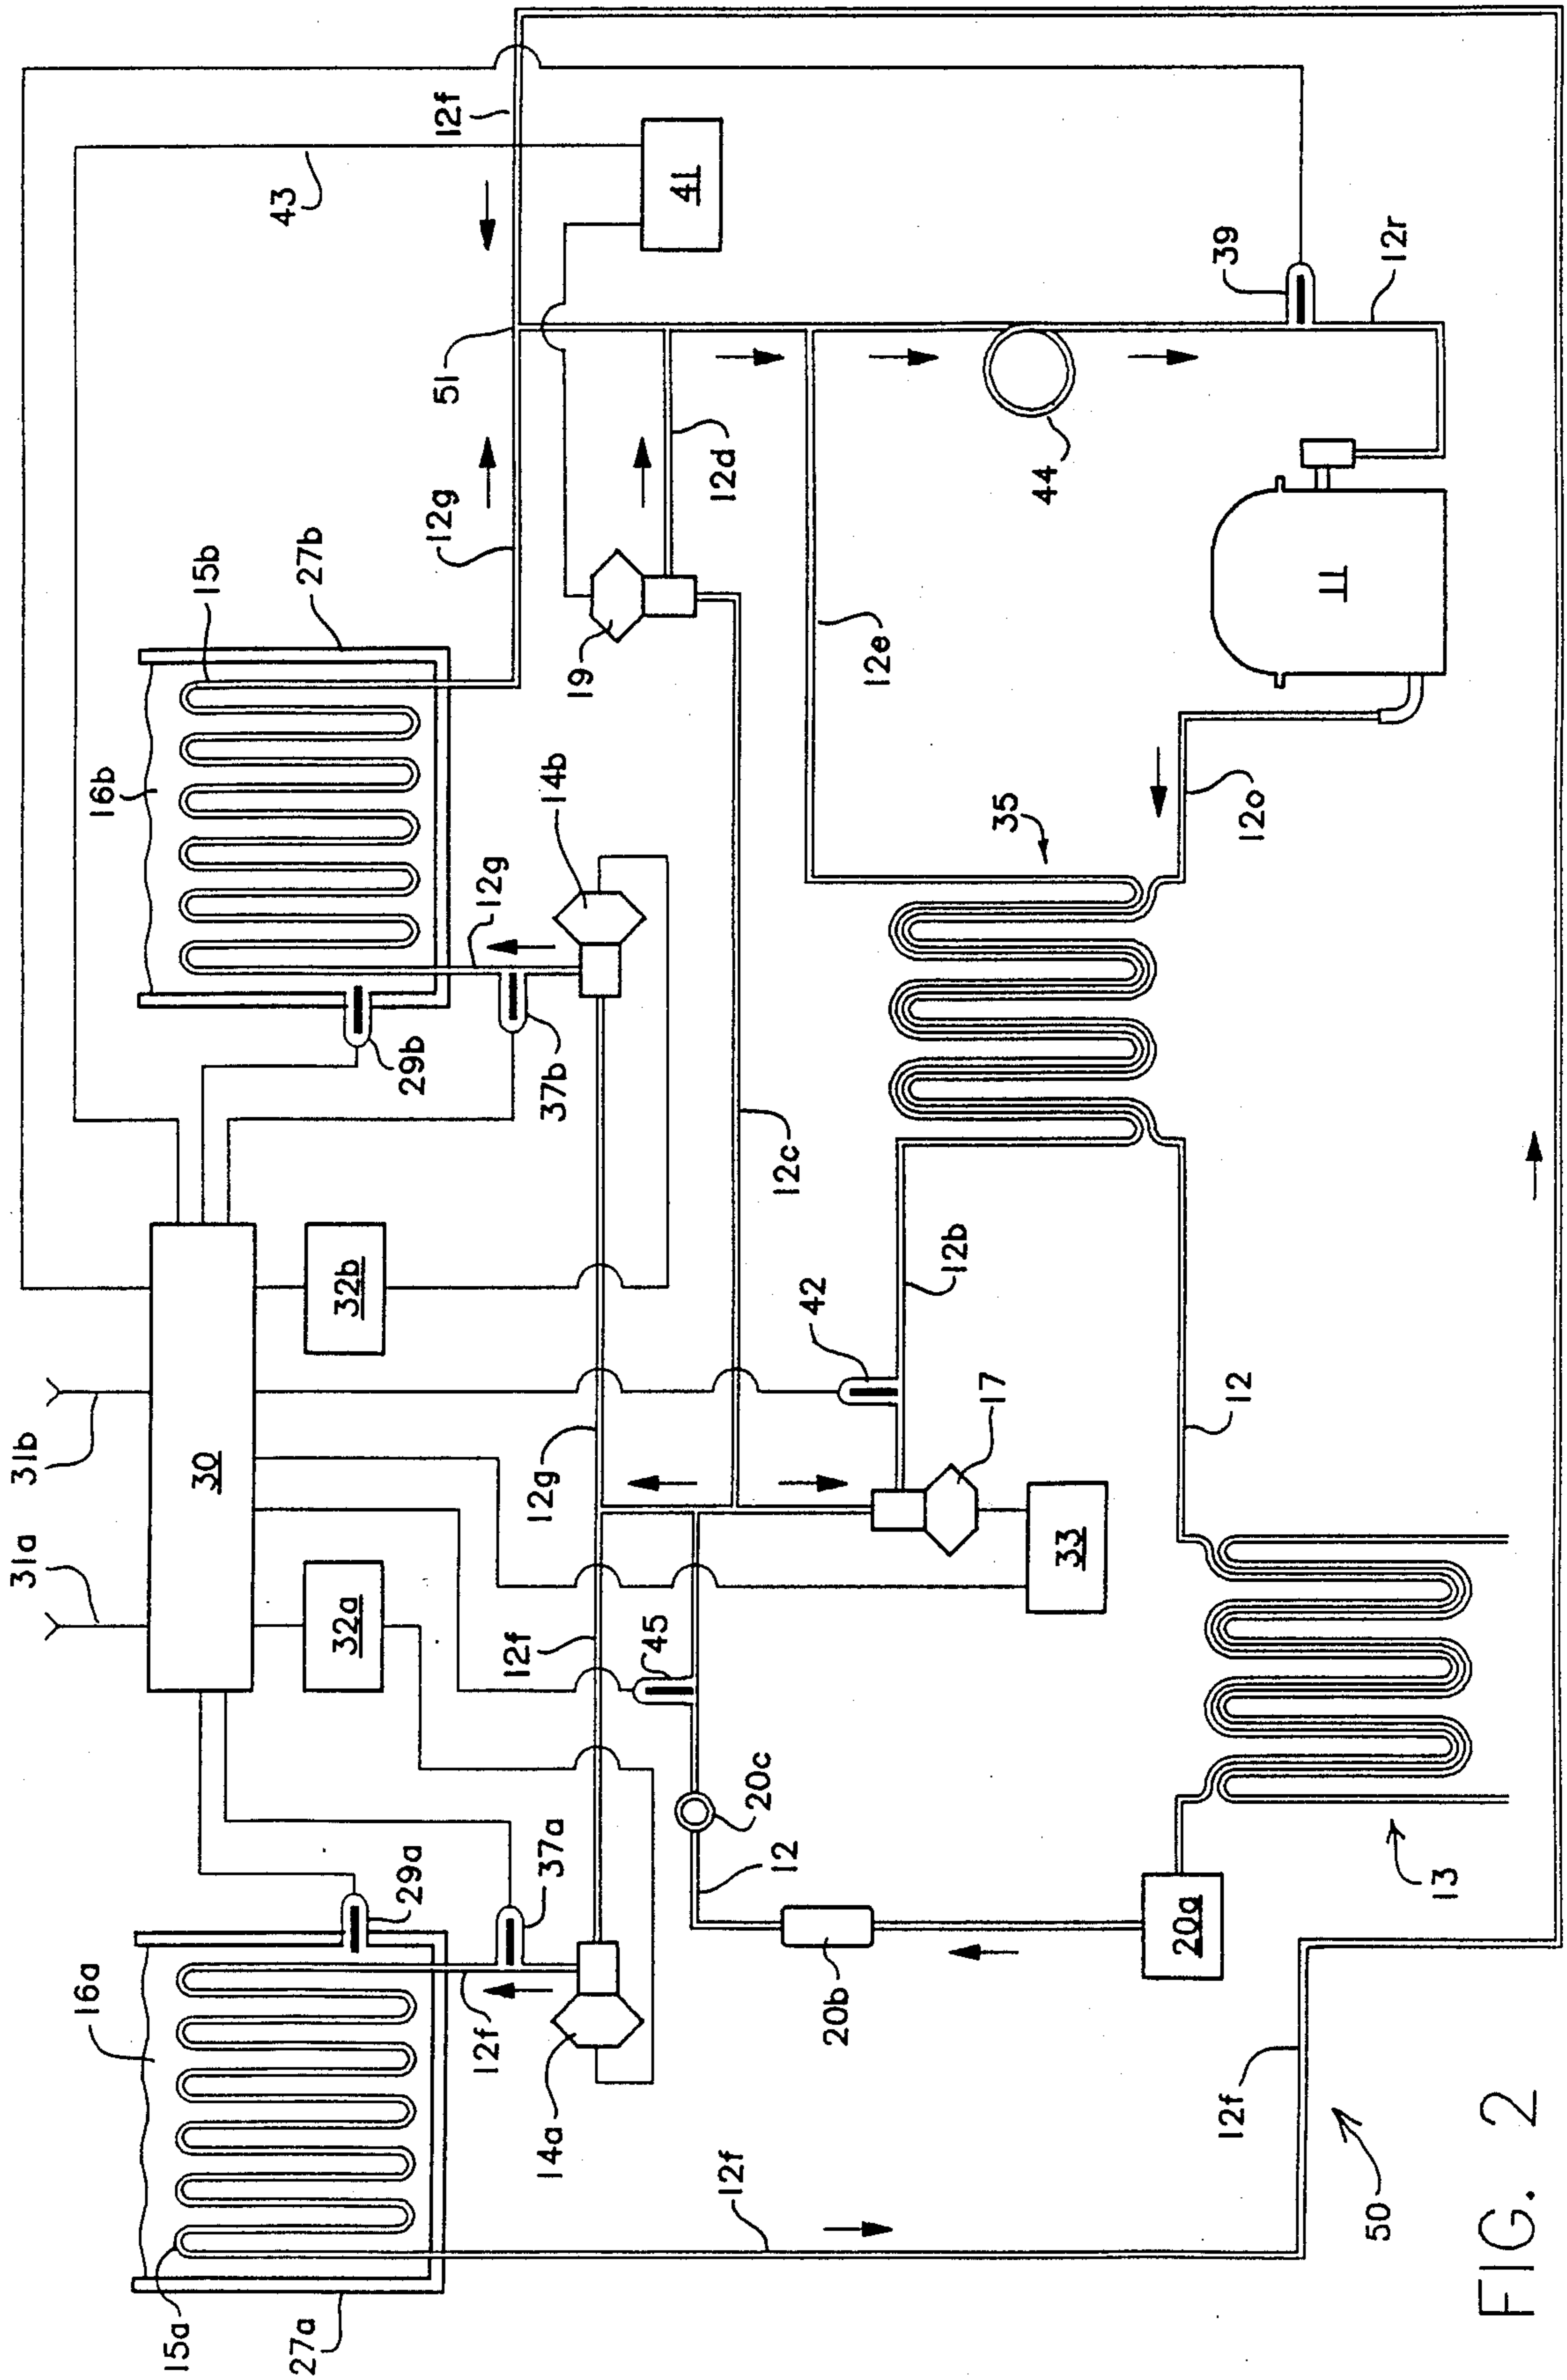 31a
31b
16a
16b
43
15a
30
15b
27a
32a
32b
27b
29a
29b
12f
12g
12g
51
12f
14a
37a
12f
12g
37b
14b
19
45
41
12f
20c
12
12c
12d
20b
42
12e
12b
17
35
44
33
20a
12f
12
12o
39
11
50
13
12r
FIG. 2